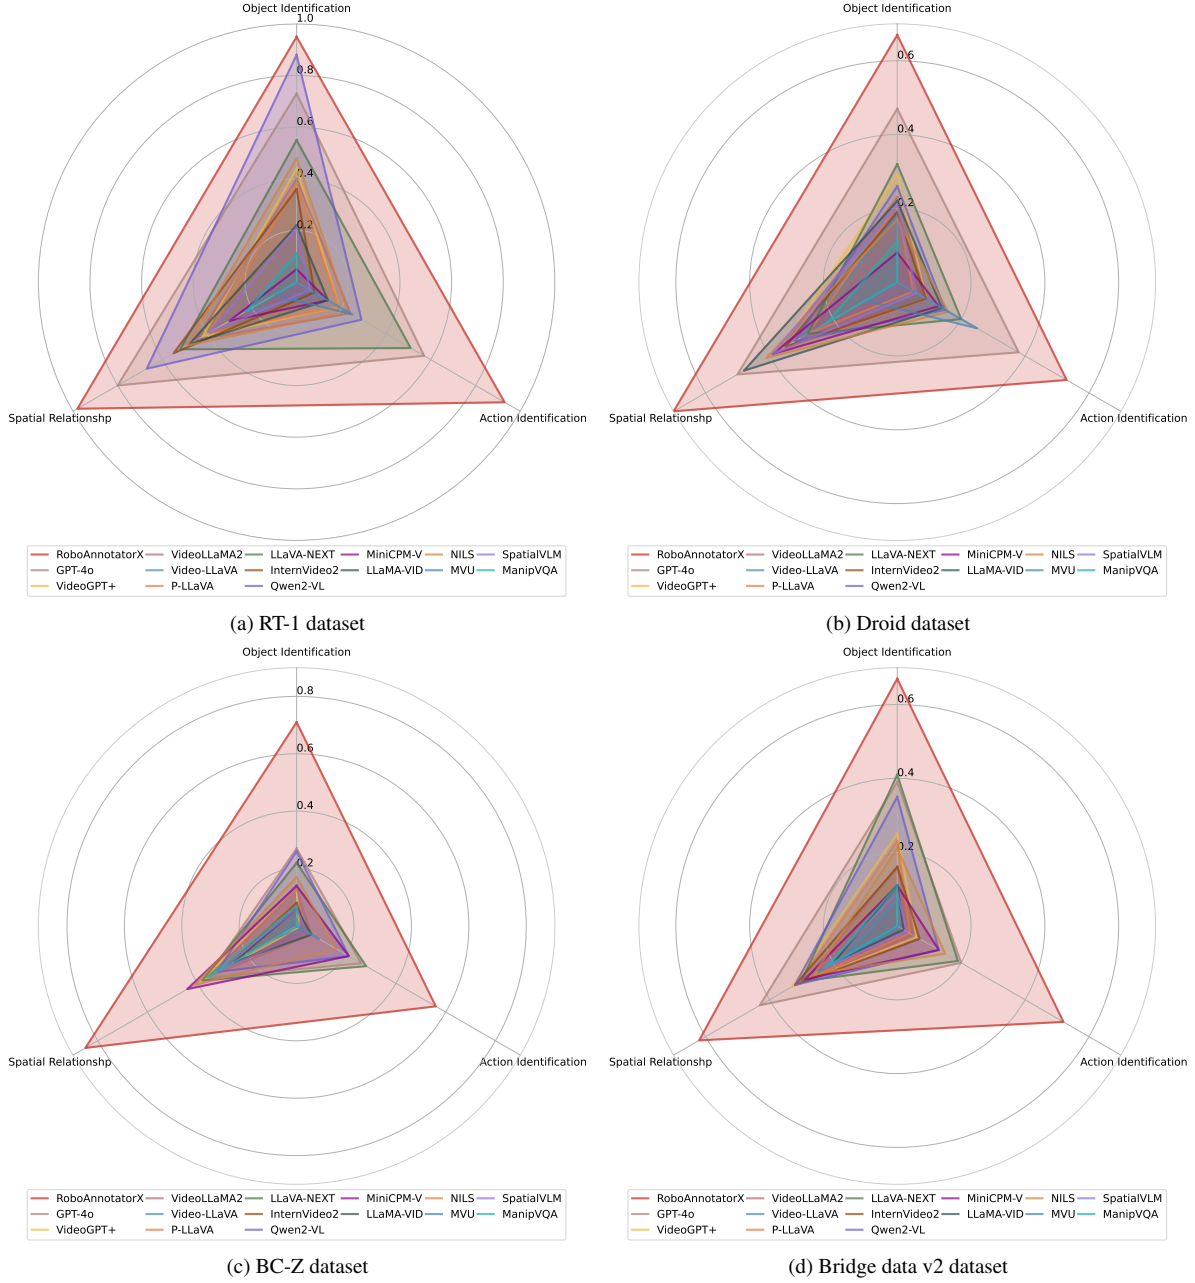 Object Identification
1.0
0.8
0.6
0.4
0.2
Spatial Relationshp
Action Identification
RoboAnnotatorX VideoLLaMA2 LLaVA-NEXT MiniCPM-V NILS SpatialVLM
GPT-4o Video-LLaVA InternVideo2 LLaMA-VID MVU ManipVQA
VideoGPT+ P-LLaVA Qwen2-VL
(a) RT-1 dataset
Object Identification
0.6
0.4
0.2
Spatial Relationshp
Action Identification
RoboAnnotatorX VideoLLaMA2 LLaVA-NEXT MiniCPM-V NILS SpatialVLM
GPT-4o Video-LLaVA InternVideo2 LLaMA-VID MVU ManipVQA
VideoGPT+ P-LLaVA Qwen2-VL
(b) Droid dataset
Object Identification
0.8
0.6
0.4
0.2
Spatial Relationshp
Action Identification
RoboAnnotatorX VideoLLaMA2 LLaVA-NEXT MiniCPM-V NILS SpatialVLM
GPT-4o Video-LLaVA InternVideo2 LLaMA-VID MVU ManipVQA
VideoGPT+ P-LLaVA Qwen2-VL
(c) BC-Z dataset
Object Identification
0.6
0.4
0.2
Spatial Relationshp
Action Identification
RoboAnnotatorX VideoLLaMA2 LLaVA-NEXT MiniCPM-V NILS SpatialVLM
GPT-4o Video-LLaVA InternVideo2 LLaMA-VID MVU ManipVQA
VideoGPT+ P-LLaVA Qwen2-VL
(d) Bridge data v2 dataset